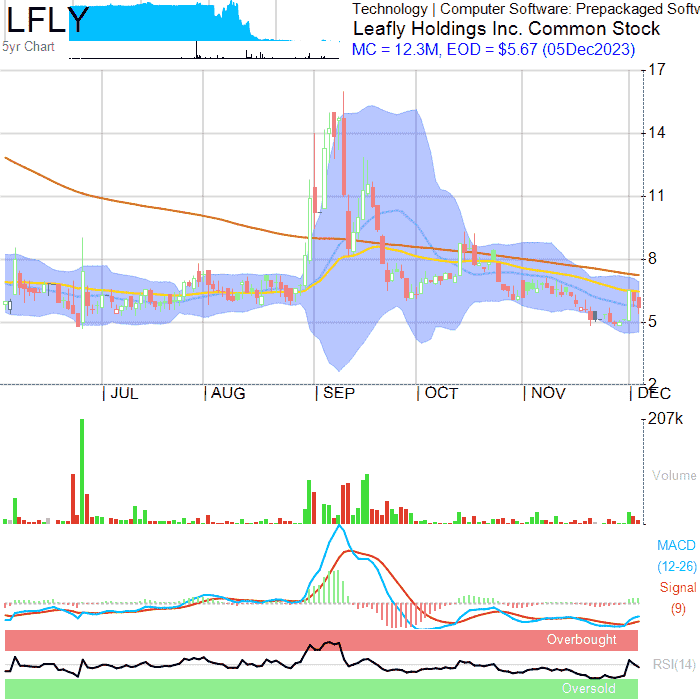 LFLY
5yr Chart
Technology | Computer Software: Prepackaged Softw
Leafly Holdings Inc. Common Stock
MC = 12.3M, EOD = $5.67 (05Dec2023)
17
14
11
8
5
2
JUL
AUG
SEP
OCT
NOV
DEC
207k
Volume
MACD
(12-26)
Signal
(9)
Overbought
RSI(14)
Oversold